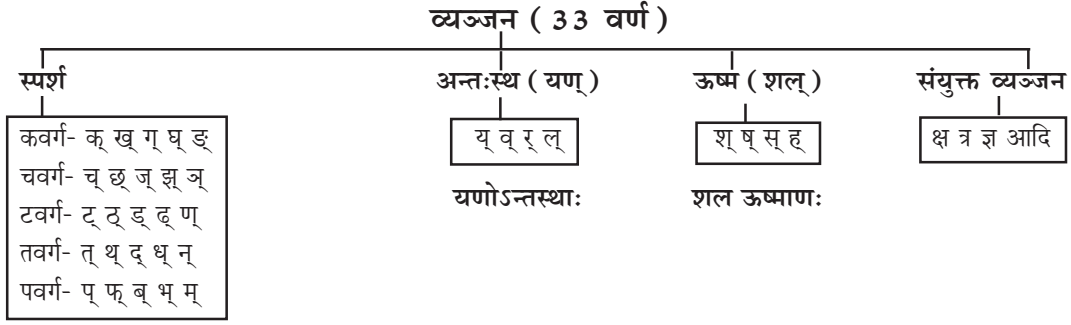 व्यञ्जन ( 33 वर्ण )
स्पर्श
अन्तःस्थ ( यण् )
ऊष्म ( शल् )
संयुक्त व्यञ्जन
कवर्ग- क् ख् ग् घ् ङ्
चवर्ग- च् छ् ज् झ् ञ्
टवर्ग- ट् ठ् ड् ढ् ण्
तवर्ग- त् थ् द् ध् न्
पवर्ग- प् फ् ब् भ् म्
य् व् र् ल्
यणोऽन्तस्थाः
श् ष् स् ह्
शल ऊष्माणः
क्ष त्र ज्ञ आदि